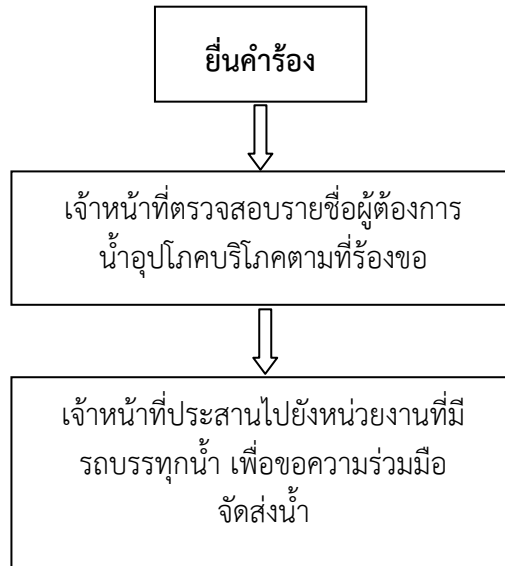 ยื่นคำร้อง
เจ้าหน้าที่ตรวจสอบรายชื่อผู้ต้องการ
น้ำอุปโภคบริโภคตามที่ร้องขอ
เจ้าหน้าที่ประสานไปยังหน่วยงานที่มี
รถบรรทุกน้ำ เพื่อขอความร่วมมือ
จัดส่งน้ำ